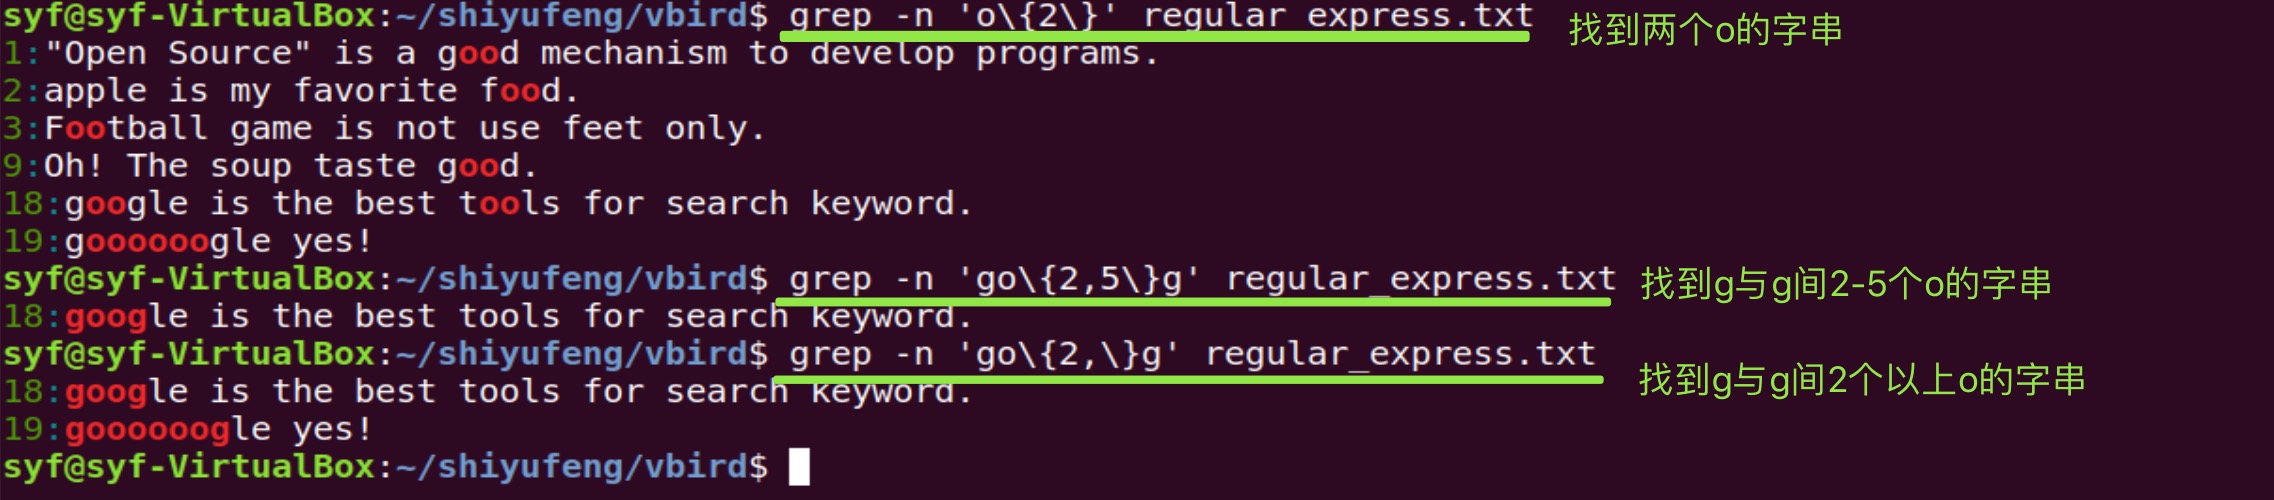 syf@syf-VirtualBox:~/shiyufeng/vbird$ grep -n 'o\{2\}' regular_express.txt 找到两个o的字串
1:"Open Source" is a good mechanism to develop programs.
2:apple is my favorite food.
3:Football game is not use feet only.
9:Oh! The soup taste good.
18:google is the best tools for search keyword.
19:goooooogle yes!
syf@syf-VirtualBox:~/shiyufeng/vbird$ grep -n 'go\{2,5\}g' regular_express.txt 找到g与g间2-5个o的字串
18:google is the best tools for search keyword.
syf@syf-VirtualBox:~/shiyufeng/vbird$ grep -n 'go\{2,\}g' regular_express.txt 找到g与g间2个以上o的字串
18:google is the best tools for search keyword.
19:goooooogle yes!
syf@syf-VirtualBox:~/shiyufeng/vbird$